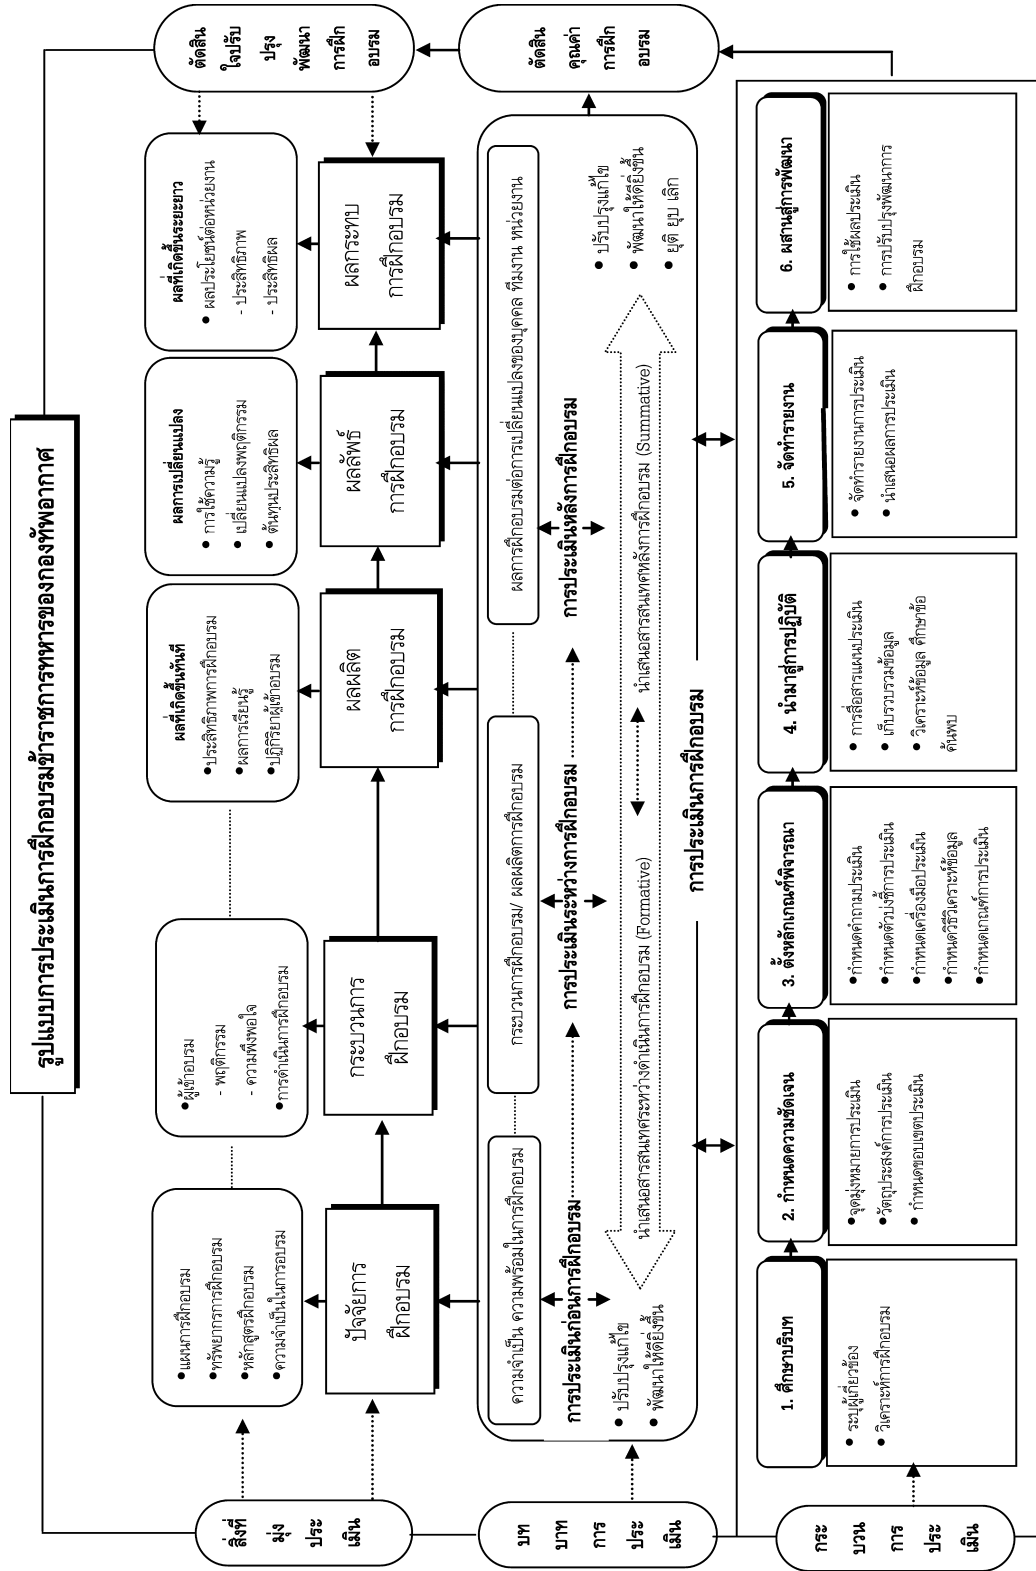 รูปแบบการประเมินการฝึกอบรมข้าราชการทหารของกองทัพอากาศ
สิ่งที่
มุ่ง
ประ
เมิน
แผนการฝึกอบรม
ทรัพยากรการฝึกอบรม
หลักสูตรฝึกอบรม
ความจำเป็นในการอบรม
ผู้เข้าอบรม
- พฤติกรรม
- ความพึงพอใจ
การดำเนินการฝึกอบรม
ผลที่เกิดขึ้นทันที
ประสิทธิภาพการฝึกอบรม
ผลการเรียนรู้
ปฏิกิริยาผู้เข้าอบรม
ผลการเปลี่ยนแปลง
การใช้ความรู้
เปลี่ยนแปลงพฤติกรรม
ต้นทุนประสิทธิผล
ผลที่เกิดขึ้นระยะยาว
ผลประโยชน์ต่อหน่วยงาน
- ประสิทธิภาพ
- ประสิทธิผล
ตัดสิน
ใจปรับ
ปรุง
พัฒนา
การฝึก
อบรม
ปัจจัยการ
ฝึกอบรม
กระบวนการ
ฝึกอบรม
ผลผลิต
การฝึกอบรม
ผลลัพธ์
การฝึกอบรม
ผลกระทบ
การฝึกอบรม
บท
บาท
การ
ประ
เมิน
ความจำเป็น ความพร้อมในการฝึกอบรม
กระบวนการฝึกอบรม/ ผลผลิตการฝึกอบรม
ผลการฝึกอบรมต่อการเปลี่ยนแปลงของบุคคล ทีมงาน หน่วยงาน
การประเมินก่อนการฝึกอบรม
การประเมินระหว่างการฝึกอบรม
การประเมินหลังการฝึกอบรม
ปรับปรุงแก้ไข
พัฒนาให้ดียิ่งขึ้น
นำเสนอสารสนเทศระหว่างดำเนินการฝึกอบรม (Formative)
นำเสนอสารสนเทศหลังการฝึกอบรม (Summative)
ปรับปรุงแก้ไข
พัฒนาให้ดียิ่งขึ้น
ยุติ ยุบ เลิก
ตัดสิน
คุณค่า
การฝึก
อบรม
การประเมินการฝึกอบรม
กระ
บวน
การ
ประ
เมิน
1. ศึกษาบริบท
ระบุผู้เกี่ยวข้อง
วิเคราะห์การฝึกอบรม
2. กำหนดความชัดเจน
จุดมุ่งหมายการประเมิน
วัตถุประสงค์การประเมิน
กำหนดขอบเขตประเมิน
3. ตั้งหลักเกณฑ์พิจารณา
กำหนดคำถามประเมิน
กำหนดตัวบ่งชี้การประเมิน
กำหนดเครื่องมือประเมิน
กำหนดวิธีวิเคราะห์ข้อมูล
กำหนดเกณฑ์การประเมิน
4. นำมาสู่การปฏิบัติ
การสื่อสารแผนประเมิน
เก็บรวบรวมข้อมูล
วิเคราะห์ข้อมูล ศึกษาข้อ
ค้นพบ
5. จัดทำรายงาน
จัดทำรายงานการประเมิน
นำเสนอผลการประเมิน
6. ผสานสู่การพัฒนา
การใช้ผลประเมิน
การปรับปรุงพัฒนาการ
ฝึกอบรม